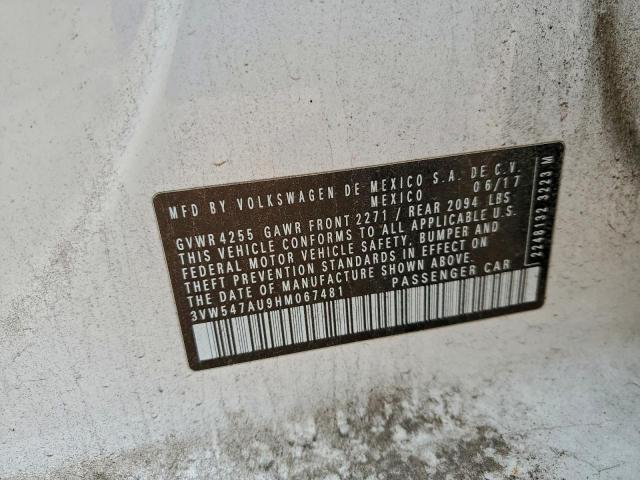 MFD BY VOLKSWAGEN DE MEXICO S.A. DE C.V.
MEXICO 06/17
GVWR 4255 GAWR FRONT 2271 / REAR 2094 LBS
THIS VEHICLE CONFORMS TO ALL APPLICABLE U.S.
FEDERAL MOTOR VEHICLE SAFETY, BUMPER AND
THEFT PREVENTION STANDARDS IN EFFECT ON
THE DATE OF MANUFACTURE SHOWN ABOVE.
3VW547AU9HM067481 PASSENGER CAR
2248132 3223 M